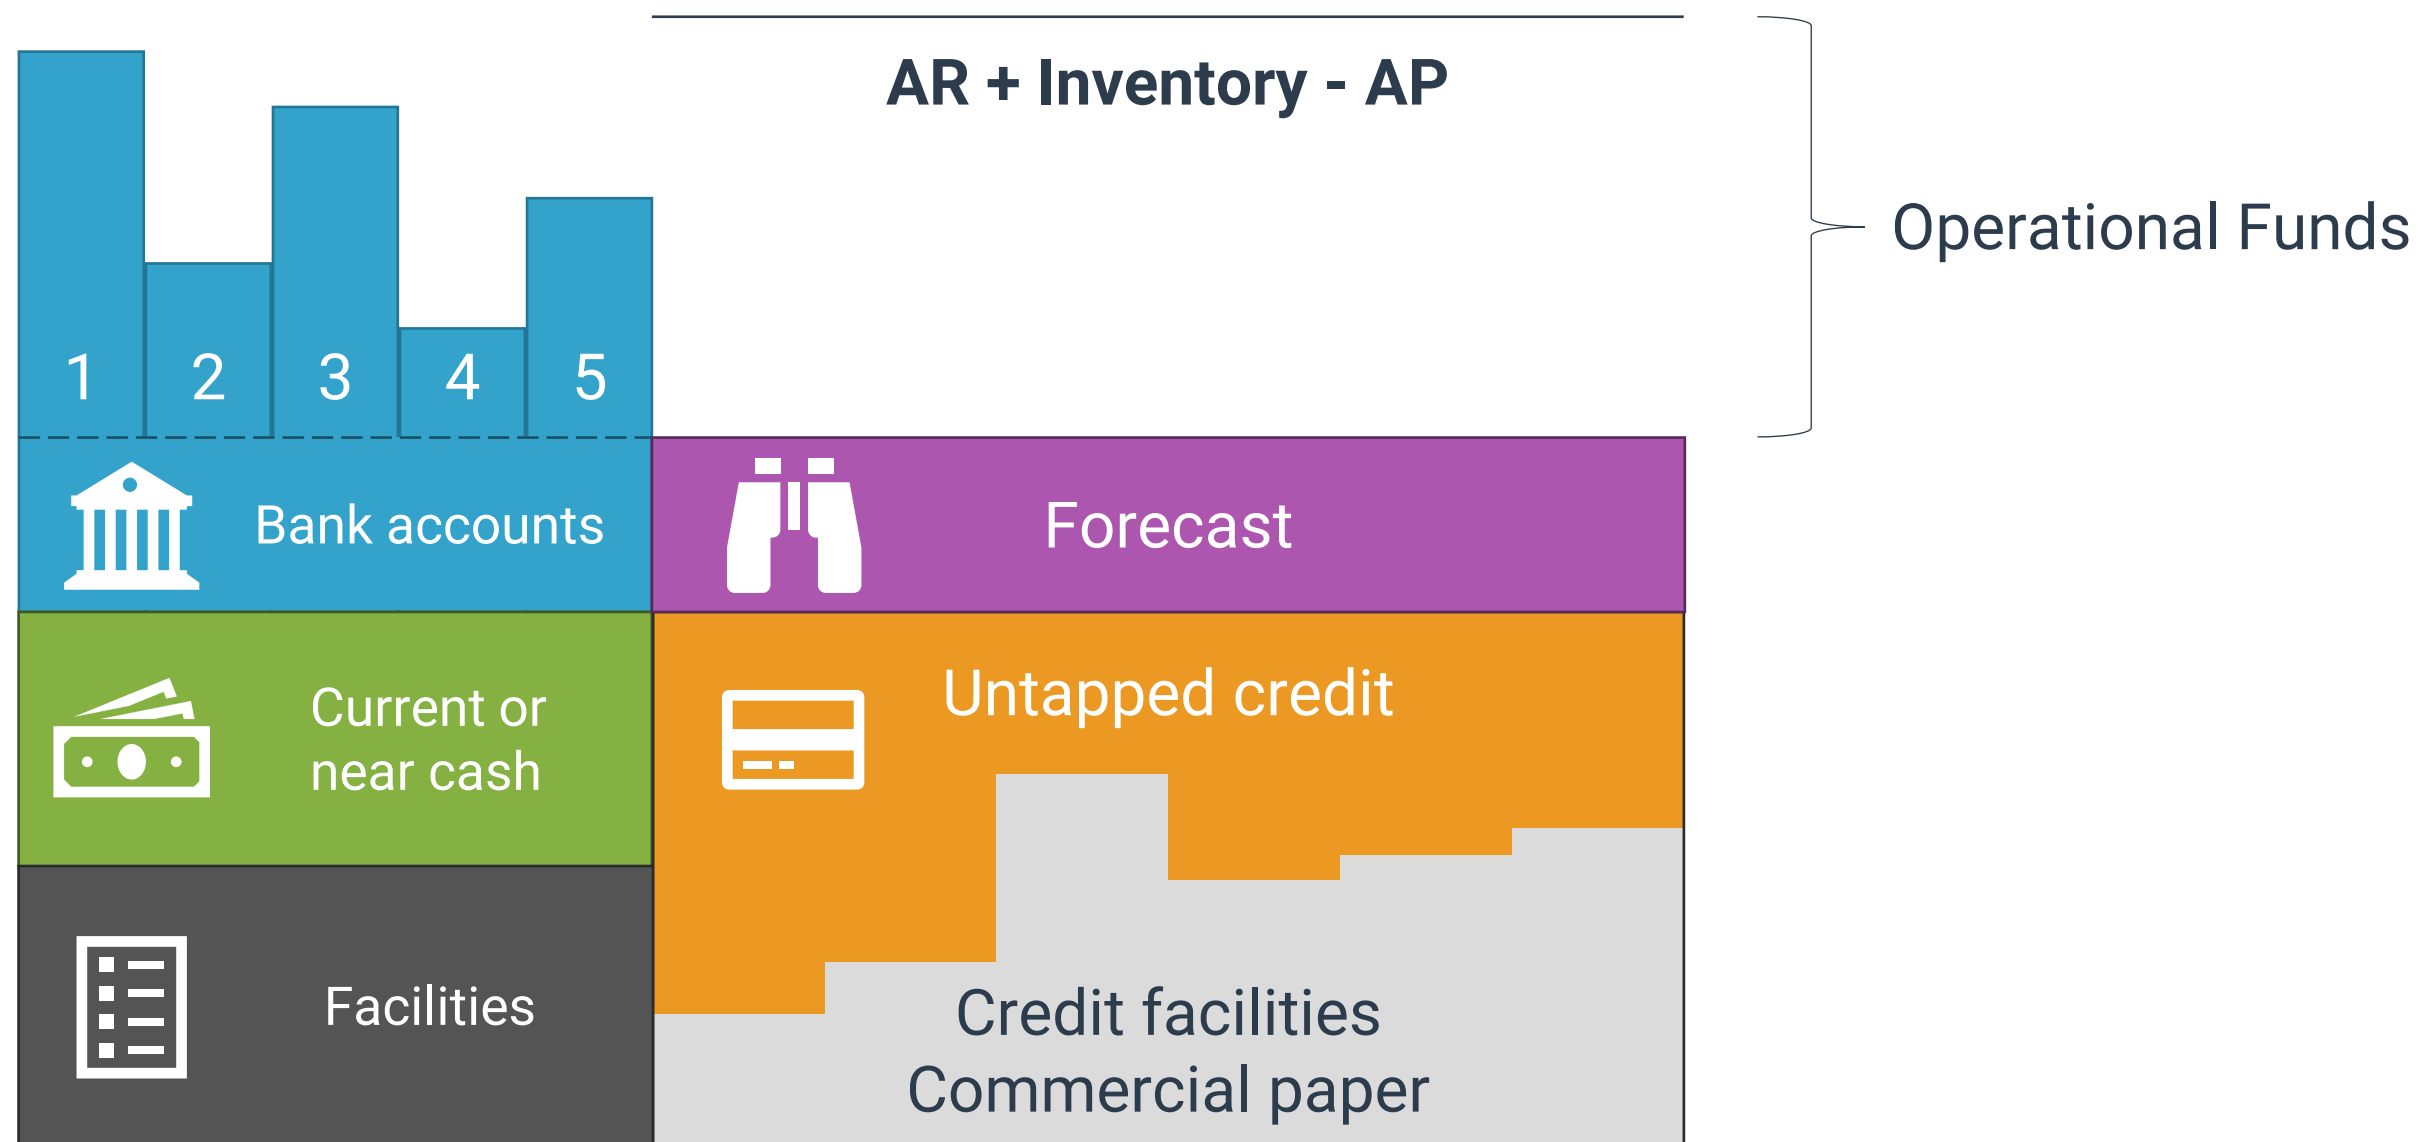 AR + Inventory - AP
Operational Funds
1 2 3 4 5
Bank accounts
Forecast
Current or
near cash
Untapped credit
Facilities
Credit facilities
Commercial paper